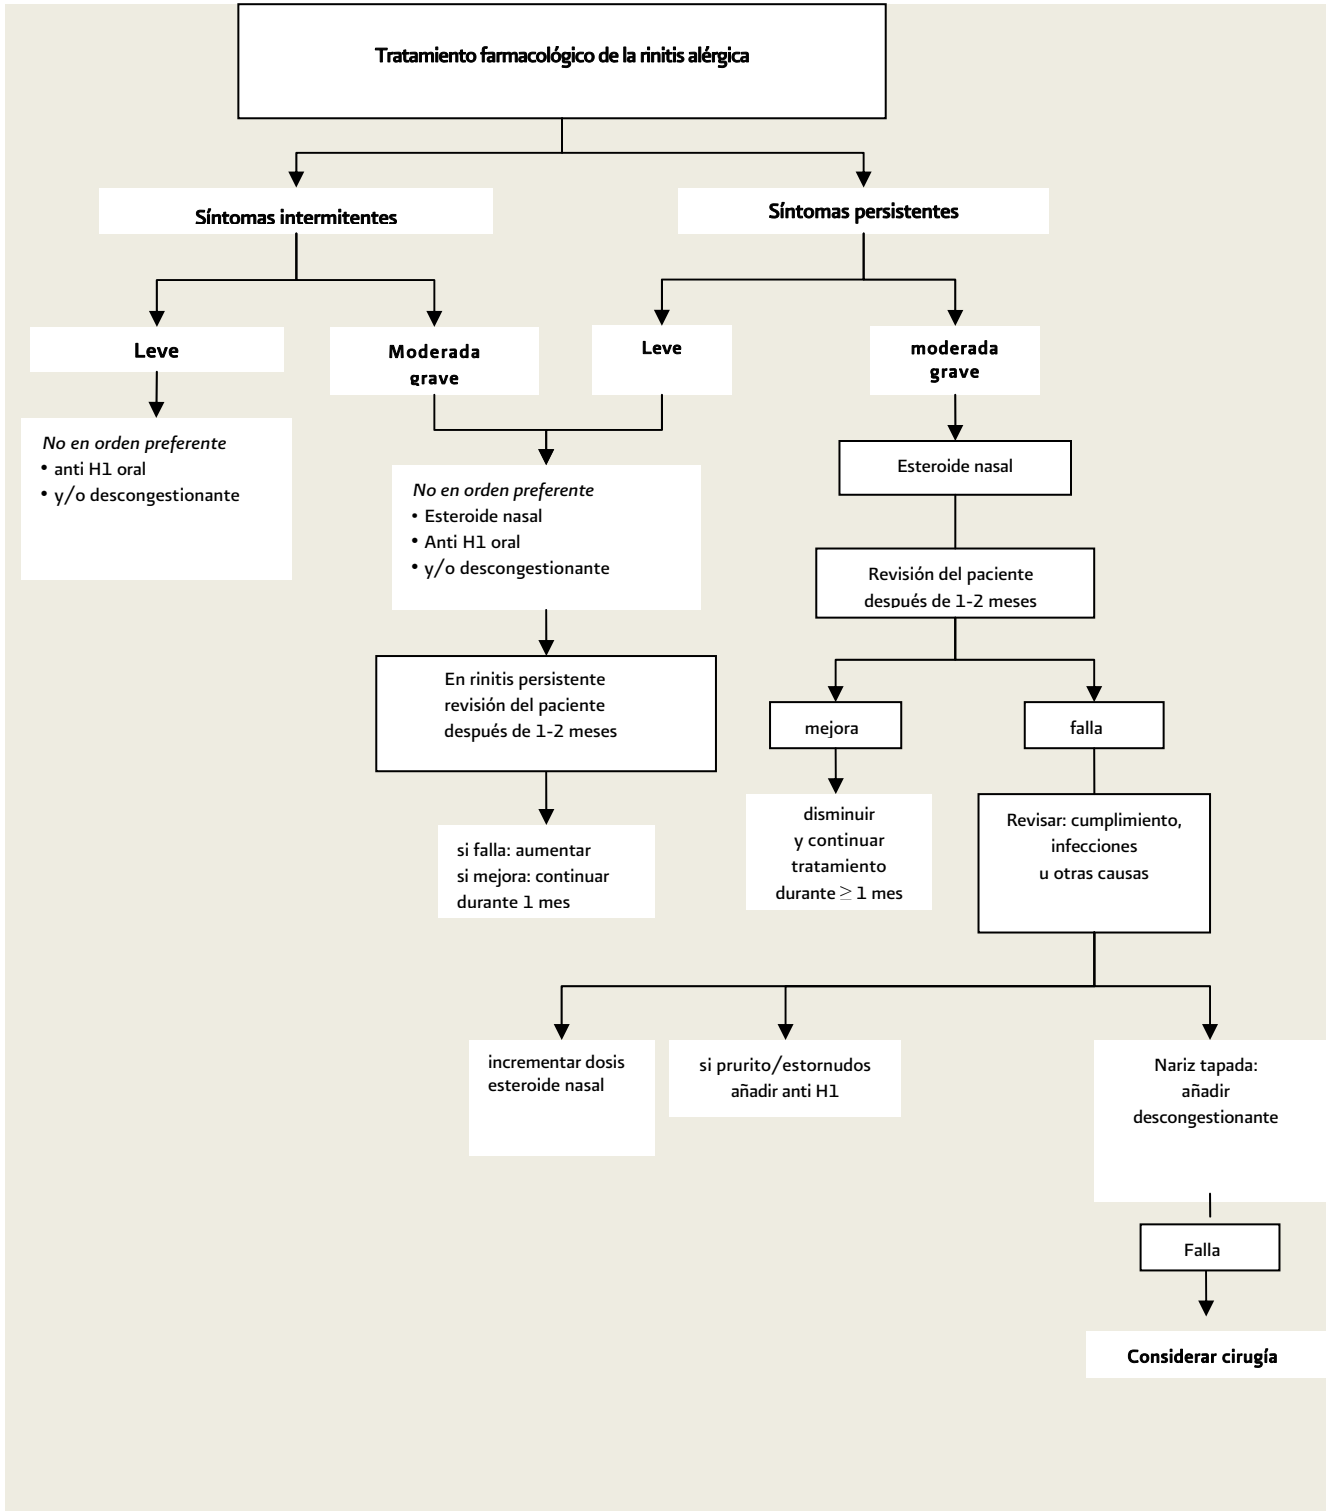 Tratamiento farmacológico de la rinitis alérgica
Síntomas intermitentes
Síntomas persistentes
Leve
Moderada
grave
Leve
moderada
grave
No en orden preferente
• anti H1 oral
• y/o descongestionante
No en orden preferente
• Esteroide nasal
• Anti H1 oral
• y/o descongestionante
Esteroide nasal
Revisión del paciente
después de 1-2 meses
En rinitis persistente
revisión del paciente
después de 1-2 meses
mejora
falla
si falla: aumentar
si mejora: continuar
durante 1 mes
disminuir
y continuar
tratamiento
durante ≥ 1 mes
Revisar: cumplimiento,
infecciones
u otras causas
incrementar dosis
esteroide nasal
si prurito/estornudos
añadir anti H1
Nariz tapada:
añadir
descongestionante
Falla
Considerar cirugía